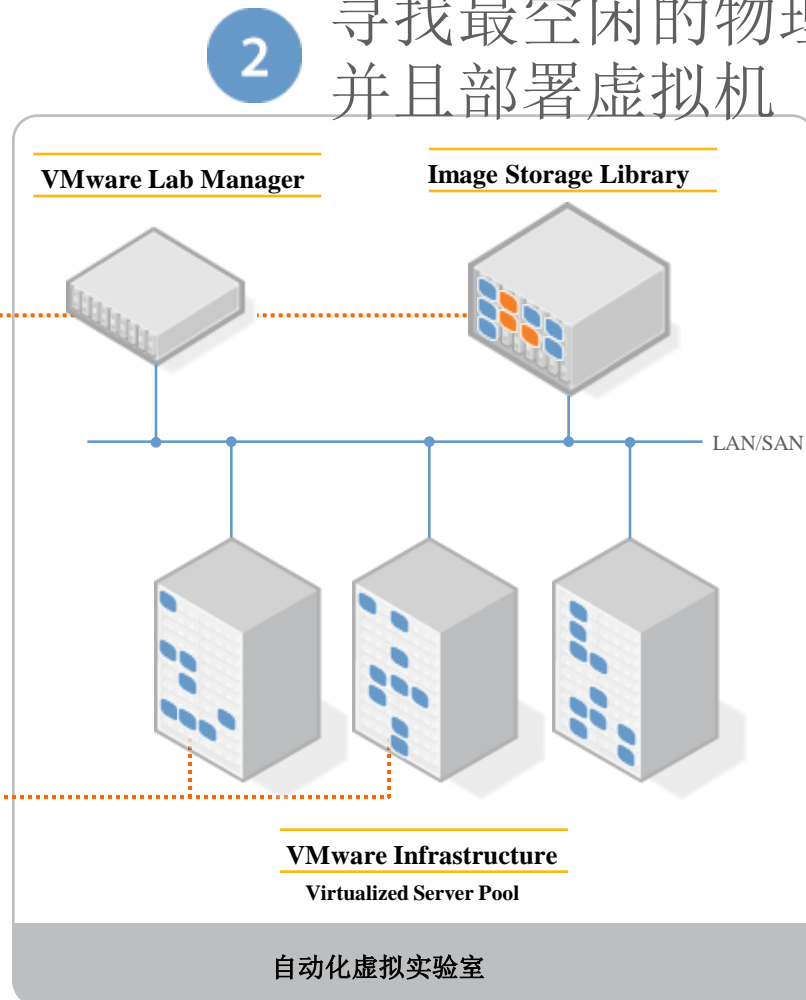 2
寻找最空闲的物理
并且部署虚拟机
VMware Lab Manager
Image Storage Library
LAN/SAN
VMware Infrastructure
Virtualized Server Pool
自动化虚拟实验室